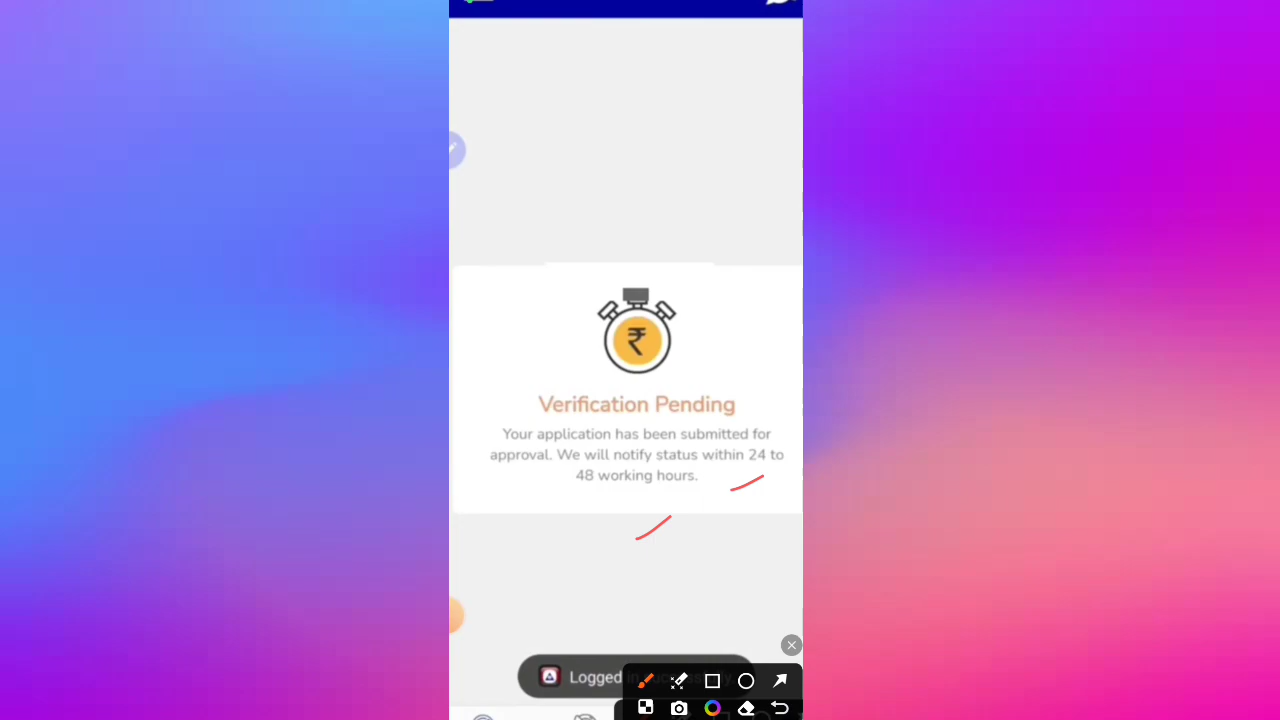 ₹
Verification Pending
Your application has been submitted for
approval. We will notify status within 24 to
48 working hours.
Logged